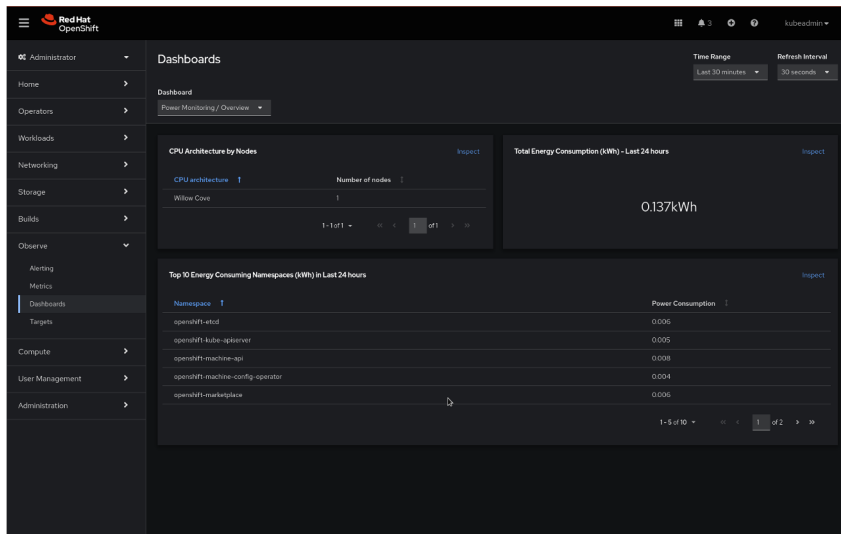 Red Hat
OpenShift
3
kubeadmin
Administrator
Home
Operators
Workloads
Networking
Storage
Builds
Observe
Alerting
Metrics
Dashboards
Targets
Compute
User Management
Administration
Dashboards
Time Range
Last 30 minutes
Refresh Interval
30 seconds
Dashboard
Power Monitoring / Overview
CPU Architecture by Nodes
Inspect
CPU architecture
Number of nodes
Willow Cove
1
1 - 1 of 1
1
of 1
Total Energy Consumption (kWh) - Last 24 hours
Inspect
0.137kWh
Top 10 Energy Consuming Namespaces (kWh) in Last 24 hours
Inspect
Namespace
Power Consumption
openshift-etcd
0.006
openshift-kube-apiserver
0.005
openshift-machine-api
0.008
openshift-machine-config-operator
0.004
openshift-marketplace
0.006
1 - 5 of 10
1
of 2